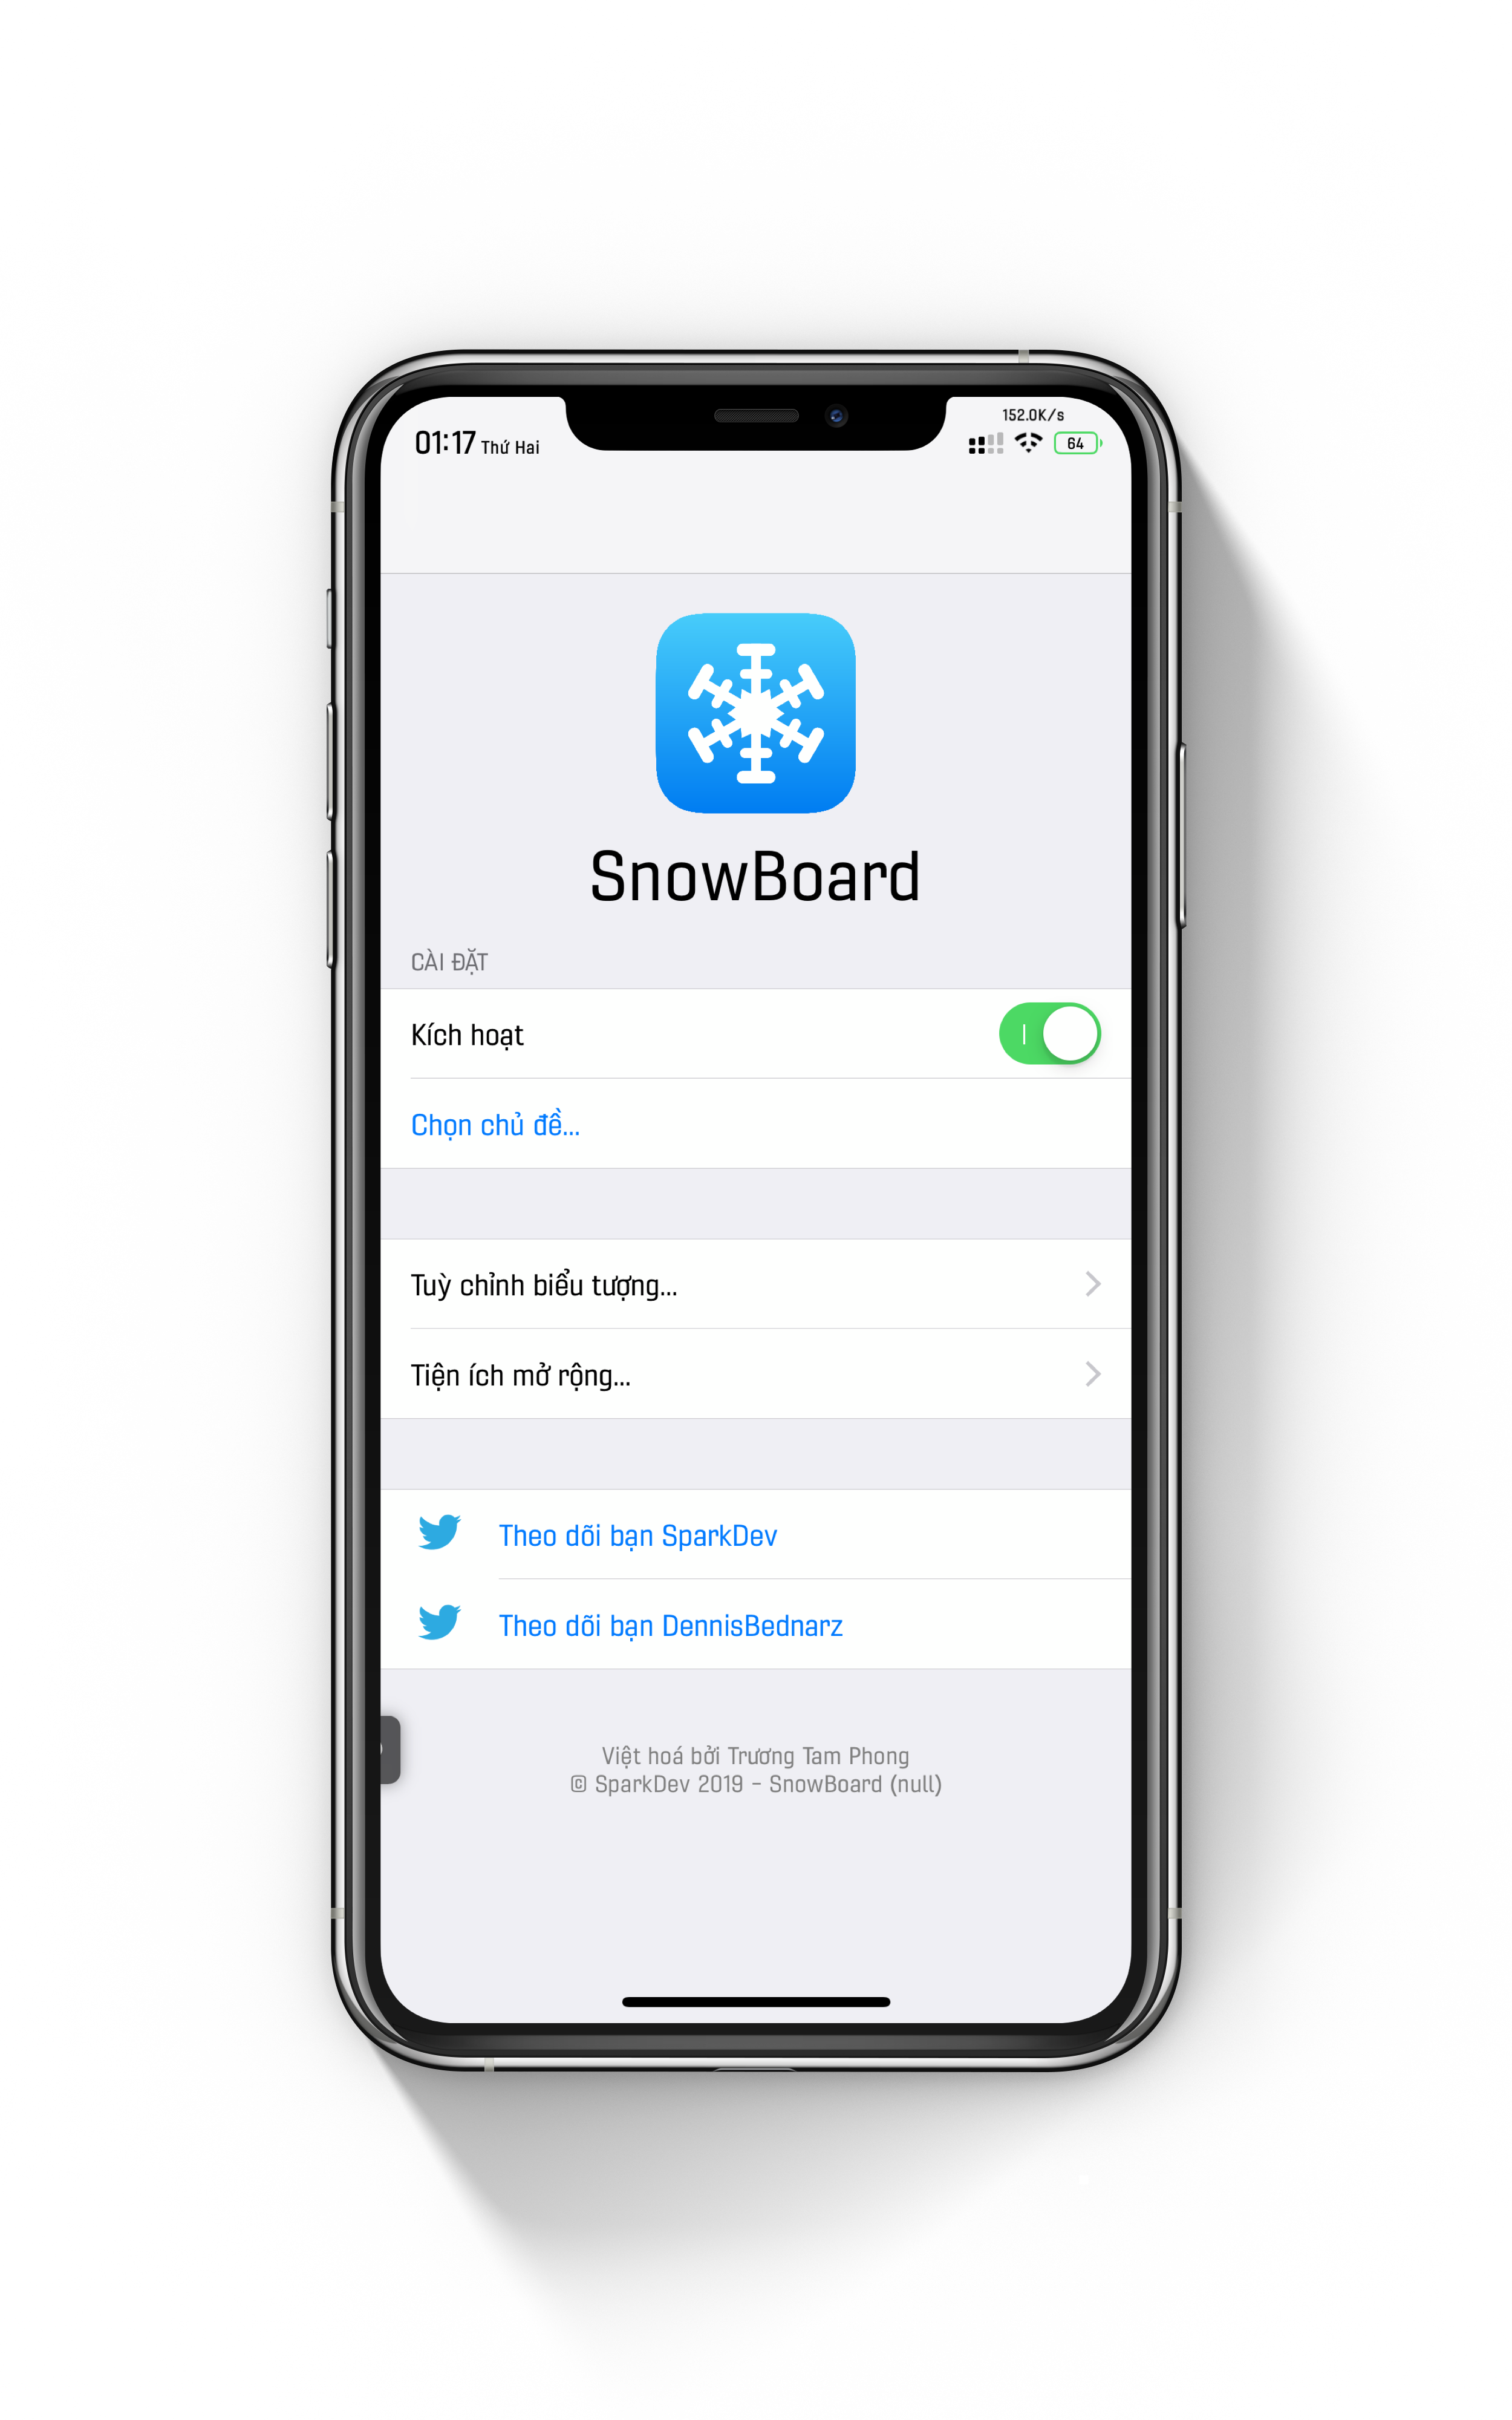 152.0K/s
01:17 Thứ Hai
64
SnowBoard
CÀI ĐẶT
Kích hoạt
Chọn chủ đề...
Tuỳ chỉnh biểu tượng...
Tiện ích mở rộng...
Theo dõi bạn SparkDev
Theo dõi bạn DennisBednarz
Việt hoá bởi Trương Tam Phong
© SparkDev 2019 - SnowBoard (null)